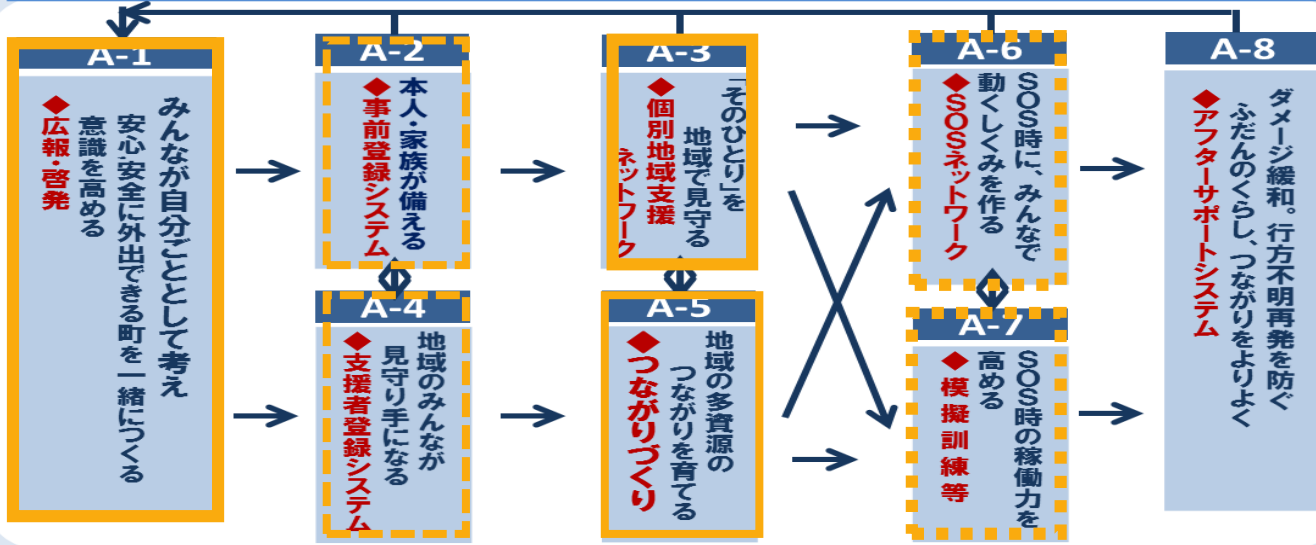 A-1
みんなが自分ごととして考え
安心・安全に外出できる町を一緒につくる
意識を高める
◆広報・啓発
A-2
本人・家族が備える
◆事前登録システム
A-3
「そのひとり」を
地域で見守る
◆個別地域支援
ネットワーク
A-4
地域のみんなが
見守り手になる
◆支援者登録システム
A-5
地域の多資源の
つながりを育てる
◆つながりづくり
A-6
SOS時に、みんなで
動くしくみを作る
◆SOSネットワーク
A-7
SOS時の稼働力を
高める
◆模擬訓練等
A-8
ダメージ緩和。行方不明再発を防ぐ
ふだんのくらし、つながりをよりよく
◆アフターサポートシステム